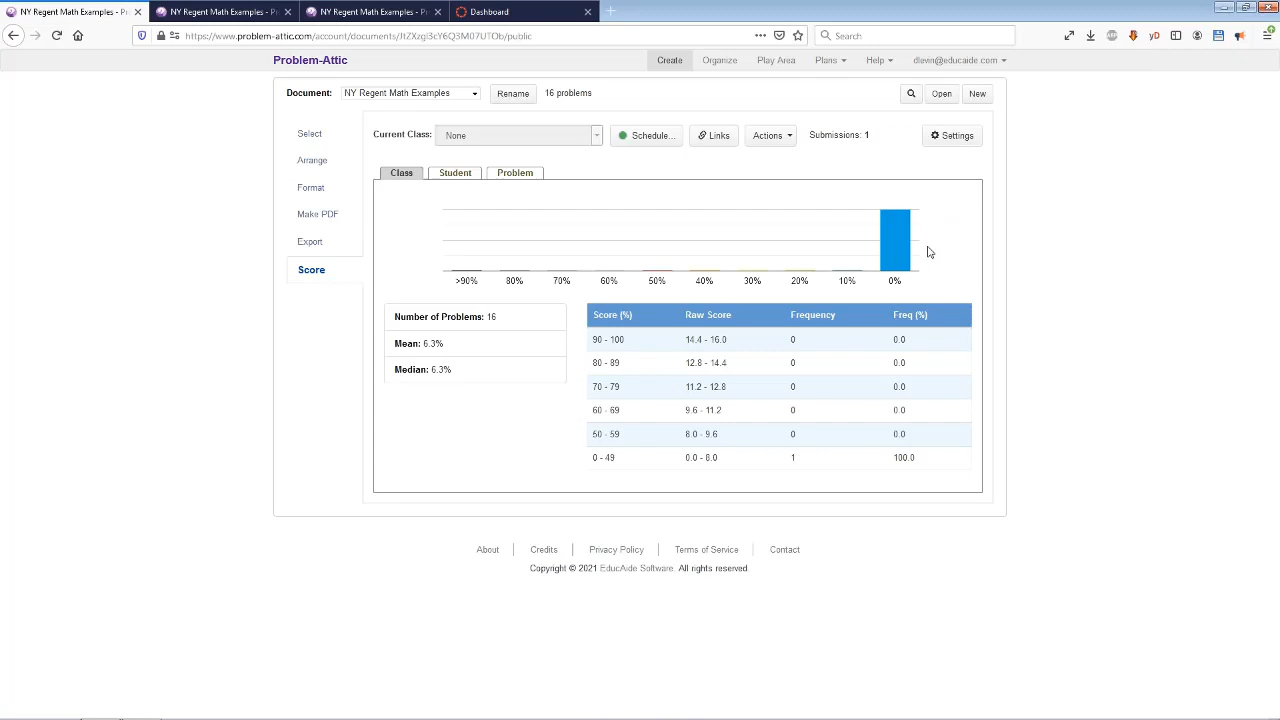 NY Regent Math Examples - P
NY Regent Math Examples - P
NY Regent Math Examples - P
Dashboard
https://www.problem-attic.com/account/documents/JtZXzgi3cY6Q3M07UTOb/public
Search
Problem-Attic
Create Organize Play Area Plans Help dlevin@educaide.com
Document: NY Regent Math Examples Rename 16 problems Open New
Select
Arrange
Format
Make PDF
Export
Score
Current Class: None Schedule... Links Actions Submissions: 1 Settings
Class Student Problem
>90% 80% 70% 60% 50% 40% 30% 20% 10% 0%
Number of Problems: 16
Mean: 6.3%
Median: 6.3%
Score (%) Raw Score Frequency Freq (%)
90 - 100 14.4 - 16.0 0 0.0
80 - 89 12.8 - 14.4 0 0.0
70 - 79 11.2 - 12.8 0 0.0
60 - 69 9.6 - 11.2 0 0.0
50 - 59 8.0 - 9.6 0 0.0
0 - 49 0.0 - 8.0 1 100.0
About Credits Privacy Policy Terms of Service Contact
Copyright © 2021 EducAide Software. All rights reserved.